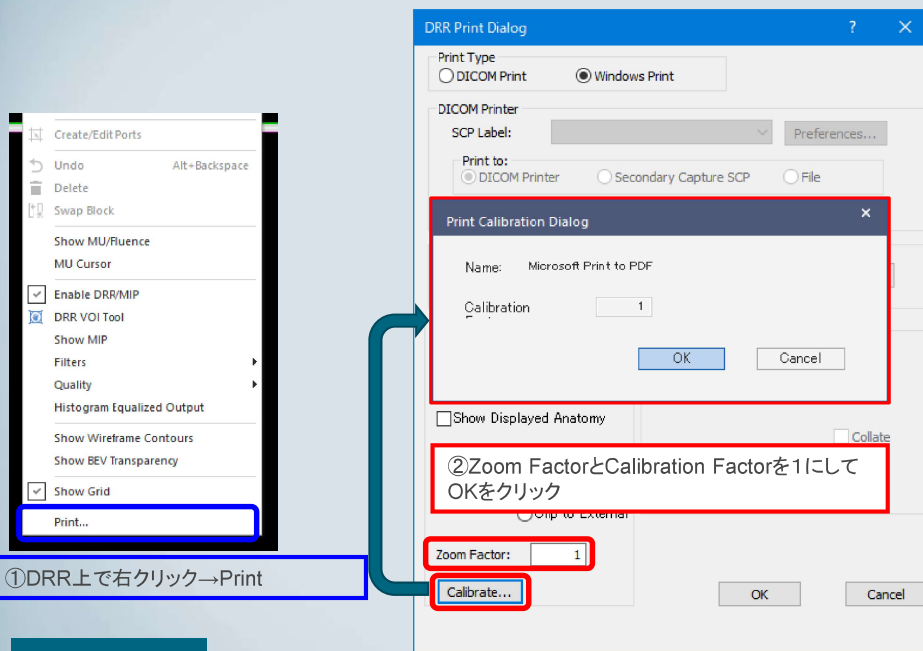 Create/Edit Ports
Undo Alt+Backspace
Delete
Swap Block
Show MU/Fluence
MU Cursor
Enable DRR/MIP
DRR VOI Tool
Show MIP
Filters
Quality
Histogram Equalized Output
Show Wireframe Contours
Show BEV Transparency
Show Grid
Print...
①DRR上で右クリック→Print
DRR Print Dialog
Print Type
DICOM Print Windows Print
DICOM Printer
SCP Label: Preferences...
Print to:
DICOM Printer Secondary Capture SCP File
Print Calibration Dialog
Name: Microsoft Print to PDF
Calibration 1
OK Cancel
Show Displayed Anatomy
Collate
②Zoom FactorとCalibration Factorを1にして
OKをクリック
Clip to External
Zoom Factor: 1
Calibrate... OK Cancel